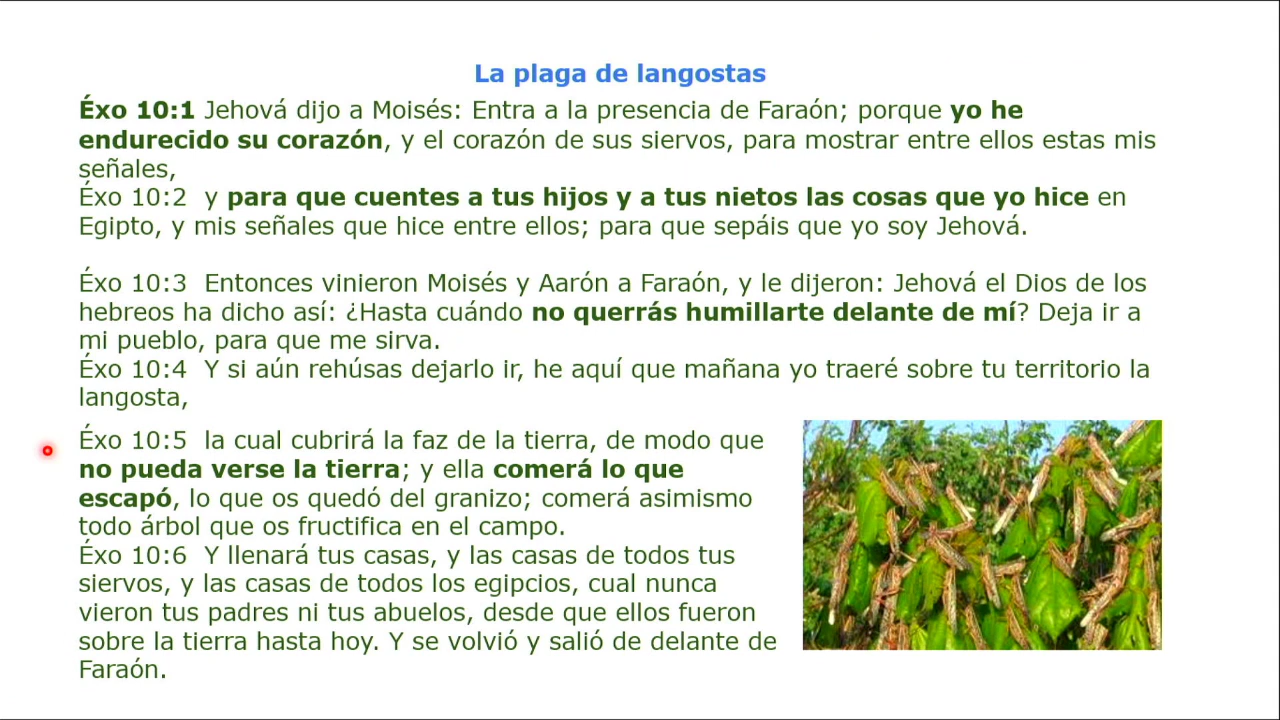 La plaga de langostas
Éxo 10:1 Jehová dijo a Moisés: Entra a la presencia de Faraón; porque yo he
endurecido su corazón, y el corazón de sus siervos, para mostrar entre ellos estas mis
señales,
Éxo 10:2 y para que cuentes a tus hijos y a tus nietos las cosas que yo hice en
Egipto, y mis señales que hice entre ellos; para que sepáis que yo soy Jehová.
Éxo 10:3 Entonces vinieron Moisés y Aarón a Faraón, y le dijeron: Jehová el Dios de los
hebreos ha dicho así: ¿Hasta cuándo no querrás humillarte delante de mí? Deja ir a
mi pueblo, para que me sirva.
Éxo 10:4 Y si aún rehúsas dejarlo ir, he aquí que mañana yo traeré sobre tu territorio la
langosta,
Éxo 10:5 la cual cubrirá la faz de la tierra, de modo que
no pueda verse la tierra; y ella comerá lo que
escapó, lo que os quedó del granizo; comerá asimismo
todo árbol que os fructifica en el campo.
Éxo 10:6 Y llenará tus casas, y las casas de todos tus
siervos, y las casas de todos los egipcios, cual nunca
vieron tus padres ni tus abuelos, desde que ellos fueron
sobre la tierra hasta hoy. Y se volvió y salió de delante de
Faraón.